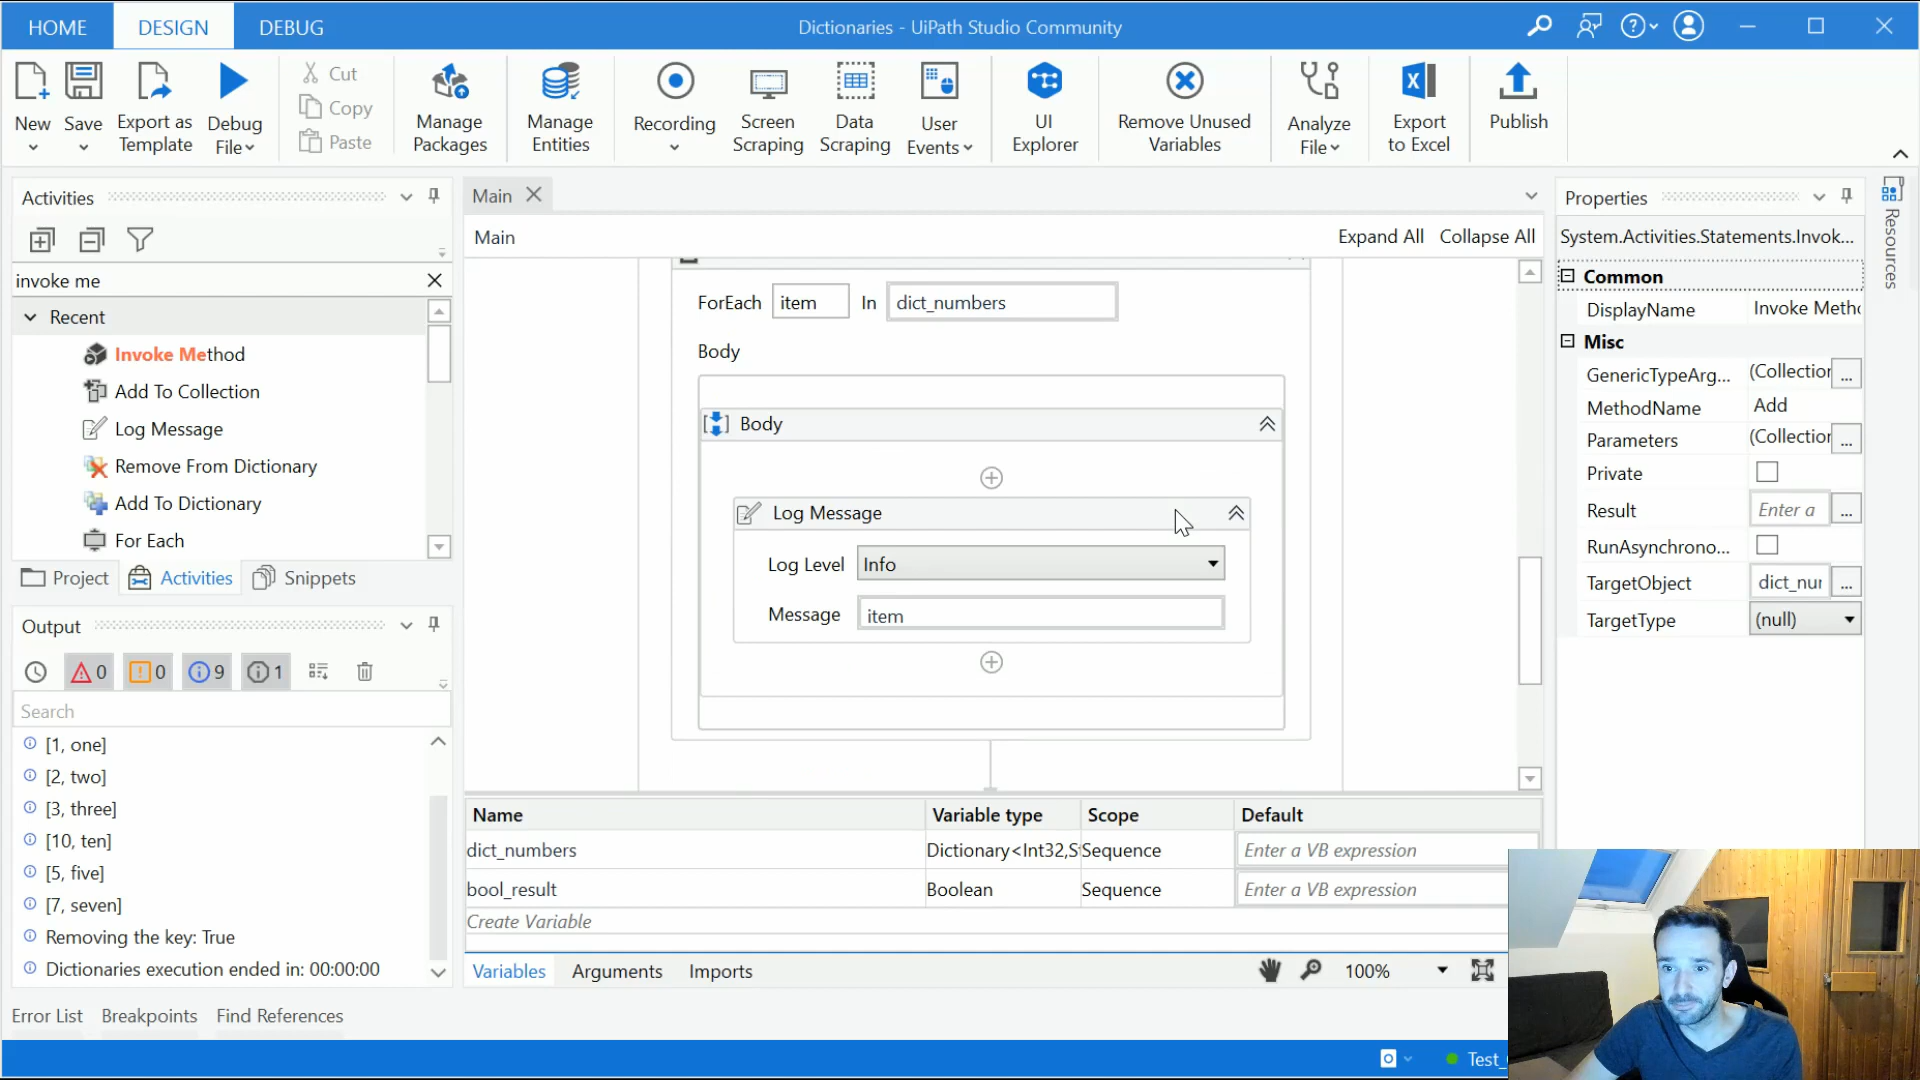 HOME DESIGN DEBUG Dictionaries - UiPath Studio Community
New Save Export as Template Debug File Cut Copy Paste Manage Packages Manage Entities Recording Screen Scraping Data Scraping User Events UI Explorer Remove Unused Variables Analyze File Export to Excel Publish
Activities
invoke me
Recent
Invoke Method
Add To Collection
Log Message
Remove From Dictionary
Add To Dictionary
For Each
Project Activities Snippets
Output
0 0 9 1
Search
[1, one]
[2, two]
[3, three]
[10, ten]
[5, five]
[7, seven]
Removing the key: True
Dictionaries execution ended in: 00:00:00
Error List Breakpoints Find References
Main
Main Expand All Collapse All
ForEach item In dict_numbers
Body
Body
Log Message
Log Level Info
Message item
Name Variable type Scope Default
dict_numbers Dictionary<Int32,S Sequence Enter a VB expression
bool_result Boolean Sequence Enter a VB expression
Create Variable
Variables Arguments Imports 100%
Properties
System.Activities.Statements.Invok...
Common
DisplayName Invoke Meth
Misc
GenericTypeArg... (Collection ...
MethodName Add
Parameters (Collection ...
Private
Result Enter a ...
RunAsynchrono...
TargetObject dict_nur ...
TargetType (null)
Resources
Test_